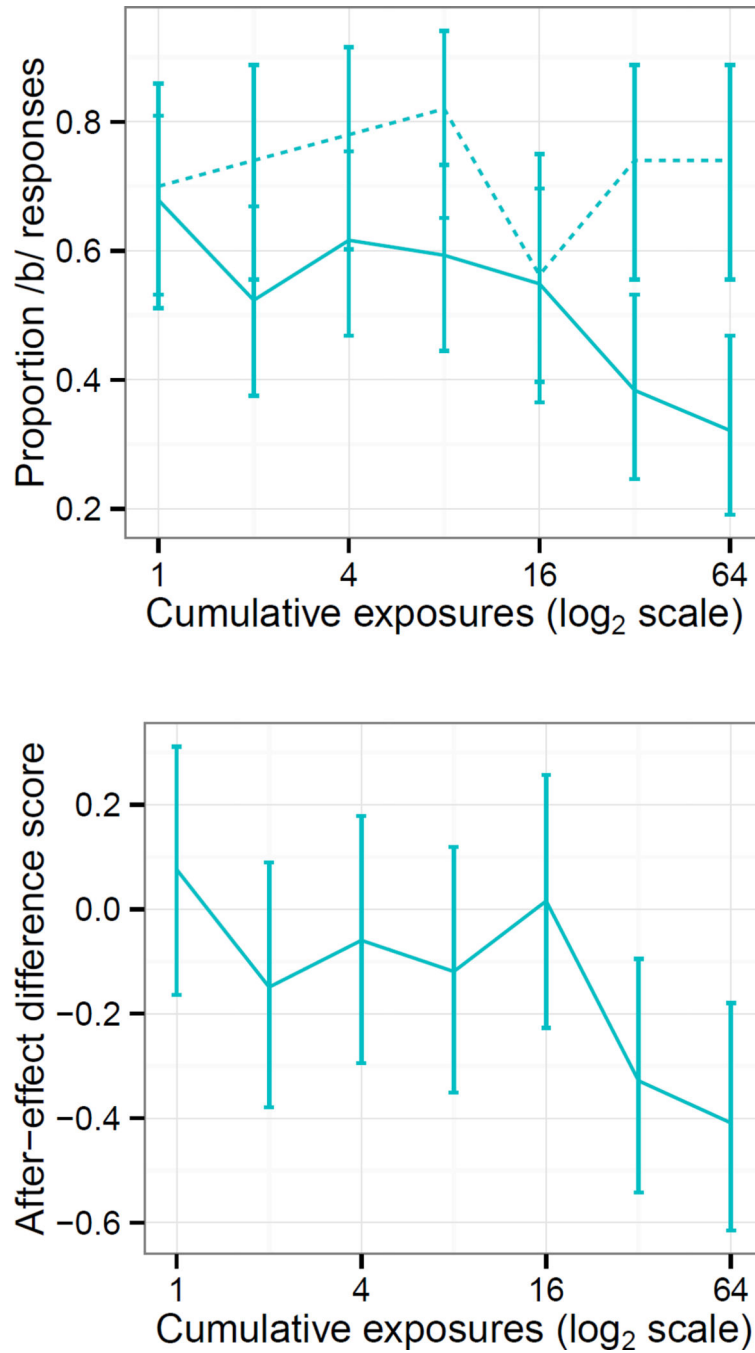 Proportion /b/ responses
0.8
0.6
0.4
0.2
1 4 16 64
Cumulative exposures (log₂ scale)
After−effect difference score
0.2
0.0
−0.2
−0.4
−0.6
1 4 16 64
Cumulative exposures (log₂ scale)